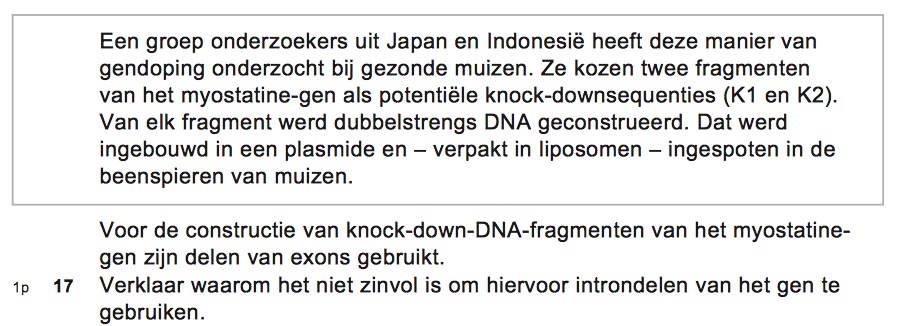 Een groep onderzoekers uit Japan en Indonesië heeft deze manier van
gendoping onderzocht bij gezonde muizen. Ze kozen twee fragmenten
van het myostatine-gen als potentiële knock-downsequenties (K1 en K2).
Van elk fragment werd dubbelstrengs DNA geconstrueerd. Dat werd
ingebouwd in een plasmide en – verpakt in liposomen – ingespoten in de
beenspieren van muizen.
Voor de constructie van knock-down-DNA-fragmenten van het myostatine-
gen zijn delen van exons gebruikt.
1p 17 Verklaar waarom het niet zinvol is om hiervoor introndelen van het gen te
gebruiken.